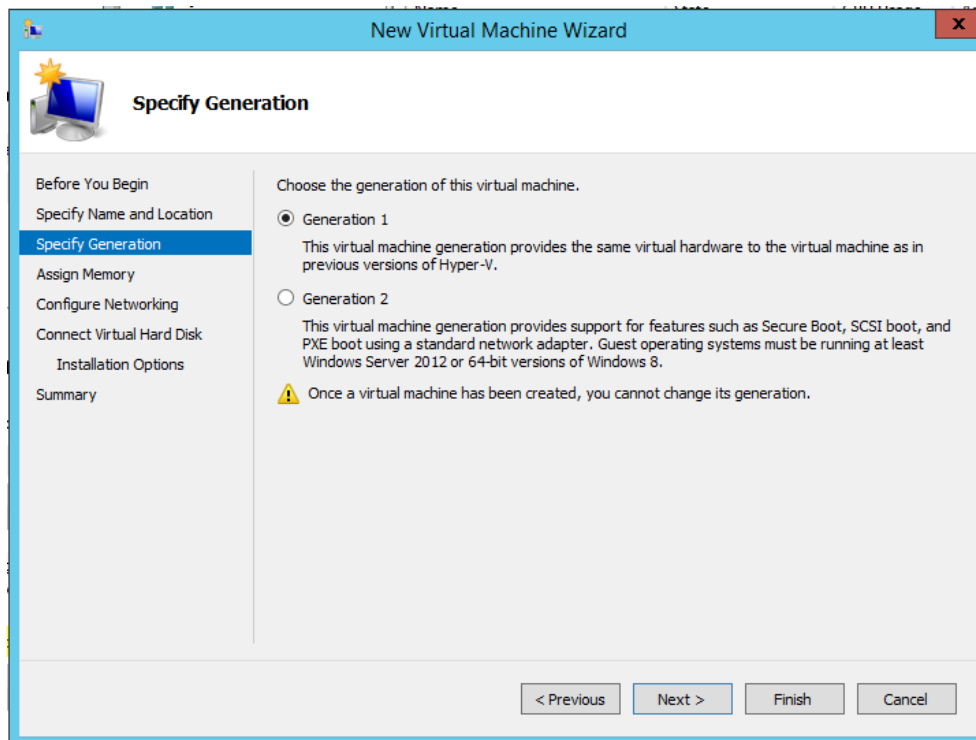 New Virtual Machine Wizard
x
Specify Generation
Before You Begin
Specify Name and Location
Specify Generation
Assign Memory
Configure Networking
Connect Virtual Hard Disk
Installation Options
Summary
Choose the generation of this virtual machine.
Generation 1
This virtual machine generation provides the same virtual hardware to the virtual machine as in
previous versions of Hyper-V.
Generation 2
This virtual machine generation provides support for features such as Secure Boot, SCSI boot, and
PXE boot using a standard network adapter. Guest operating systems must be running at least
Windows Server 2012 or 64-bit versions of Windows 8.
Once a virtual machine has been created, you cannot change its generation.
< Previous
Next >
Finish
Cancel